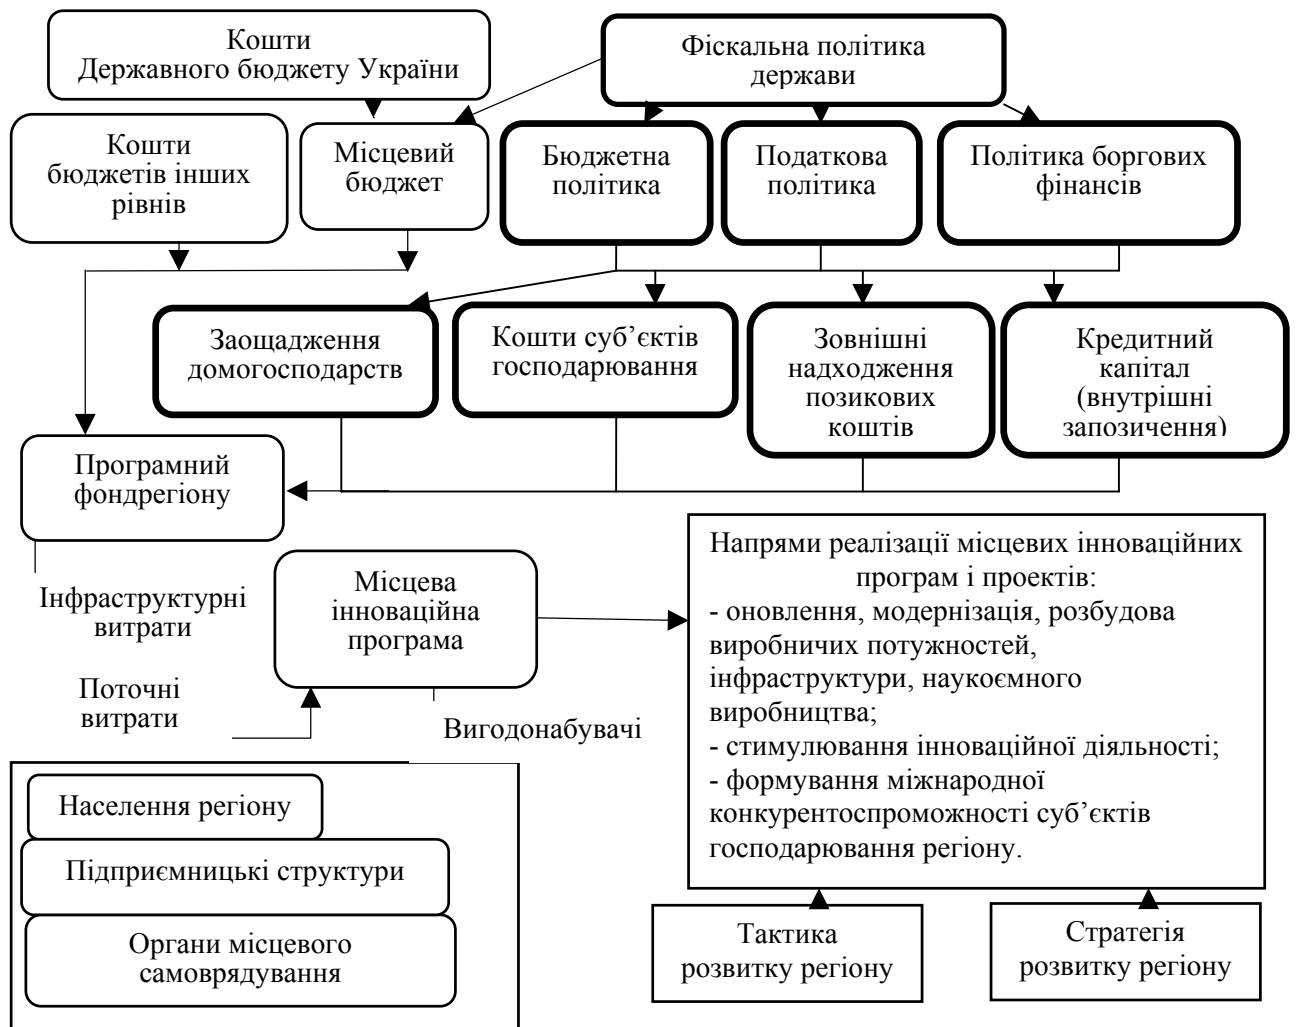 Кошти
Державного бюджету України
Фіскальна політика
держави
Кошти
бюджетів інших
рівнів
Місцевий
бюджет
Бюджетна
політика
Податкова
політика
Політика боргових
фінансів
Заощадження
домогосподарств
Кошти суб’єктів
господарювання
Зовнішні
надходження
позикових
коштів
Кредитний
капітал
(внутрішні
запозичення)
Програмний
фондрегіону
Інфраструктурні
витрати
Поточні
витрати
Місцева
інноваційна
програма
Вигодонабувачі
Напрями реалізації місцевих інноваційних
програм і проектів:
- оновлення, модернізація, розбудова
виробничих потужностей,
інфраструктури, наукоємного
виробництва;
- стимулювання інноваційної діяльності;
- формування міжнародної
конкурентоспроможності суб’єктів
господарювання регіону.
Населення регіону
Підприємницькі структури
Органи місцевого
самоврядування
Тактика
розвитку регіону
Стратегія
розвитку регіону